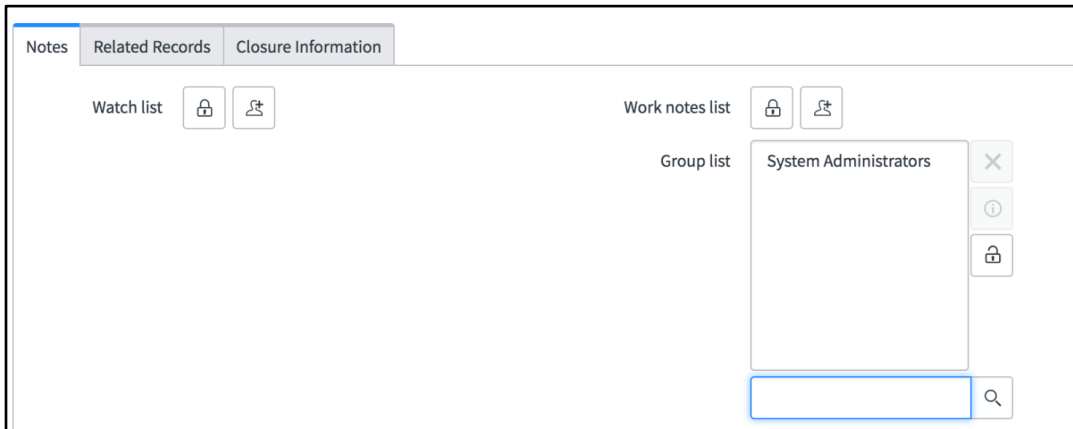 Notes
Related Records
Closure Information
Watch list
Work notes list
Group list
System Administrators